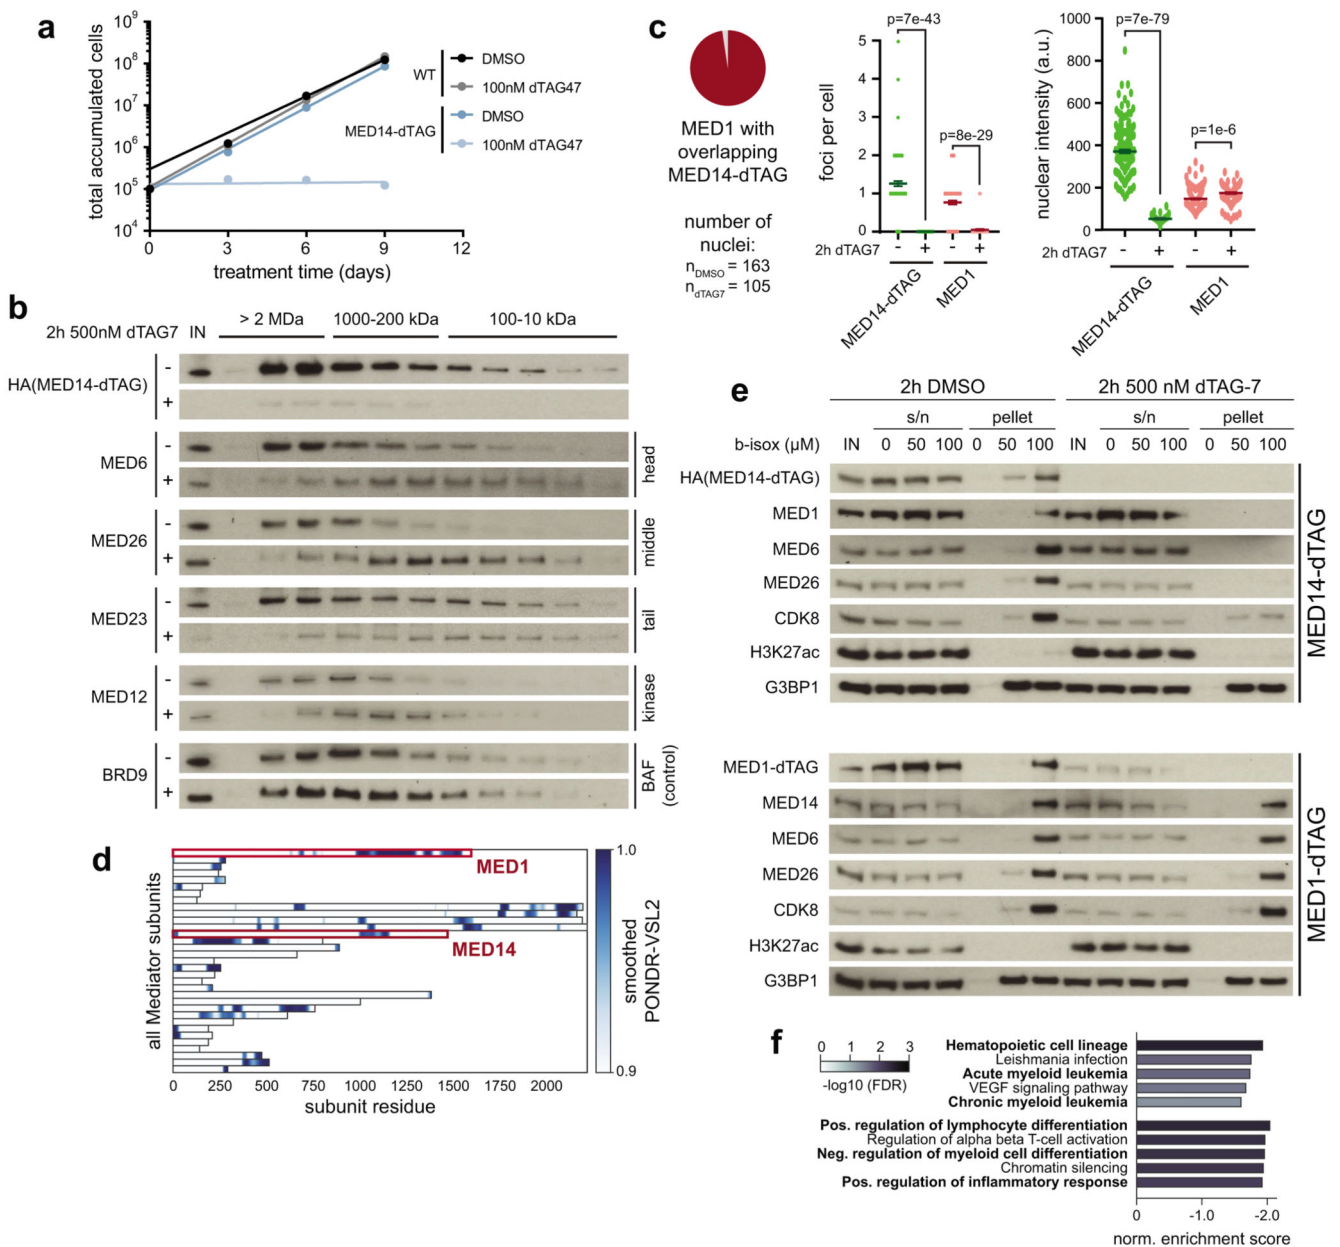 a
total accumulated cells
10^9
10^8
10^7
10^6
10^5
10^4
0
3
6
9
12
treatment time (days)
WT
DMSO
100nM dTAG47
MED14-dTAG
DMSO
100nM dTAG47
b
2h 500nM dTAG7 IN > 2 MDa 1000-200 kDa 100-10 kDa
HA(MED14-dTAG) - +
MED6 - + head
MED26 - + middle
MED23 - + tail
MED12 - + kinase
BRD9 - + BAF (control)
c
MED1 with
overlapping
MED14-dTAG
number of
nuclei:
n_DMSO = 163
n_dTAG7 = 105
foci per cell
5
4
3
2
1
0
p=7e-43
p=8e-29
2h dTAG7 - + - +
MED14-dTAG
MED1
nuclear intensity (a.u.)
1000
800
600
400
200
0
p=7e-79
p=1e-6
2h dTAG7 - + - +
MED14-dTAG
MED1
d
all Mediator subunits
MED1
MED14
0 250 500 750 1000 1250 1500 1750 2000
subunit residue
1.0
0.9
smoothed
PONDR-VSL2
e
2h DMSO 2h 500 nM dTAG-7
s/n pellet s/n pellet
b-isox (µM) IN 0 50 100 0 50 100 IN 0 50 100 0 50 100
HA(MED14-dTAG)
MED1
MED6
MED26
CDK8
H3K27ac
G3BP1
MED14-dTAG
MED1-dTAG
MED14
MED6
MED26
CDK8
H3K27ac
G3BP1
MED1-dTAG
f
0 1 2 3
-log10 (FDR)
Hematopoietic cell lineage
Leishmania infection
Acute myeloid leukemia
VEGF signaling pathway
Chronic myeloid leukemia
Pos. regulation of lymphocyte differentiation
Regulation of alpha beta T-cell activation
Neg. regulation of myeloid cell differentiation
Chromatin silencing
Pos. regulation of inflammatory response
0 -1.0 -2.0
norm. enrichment score